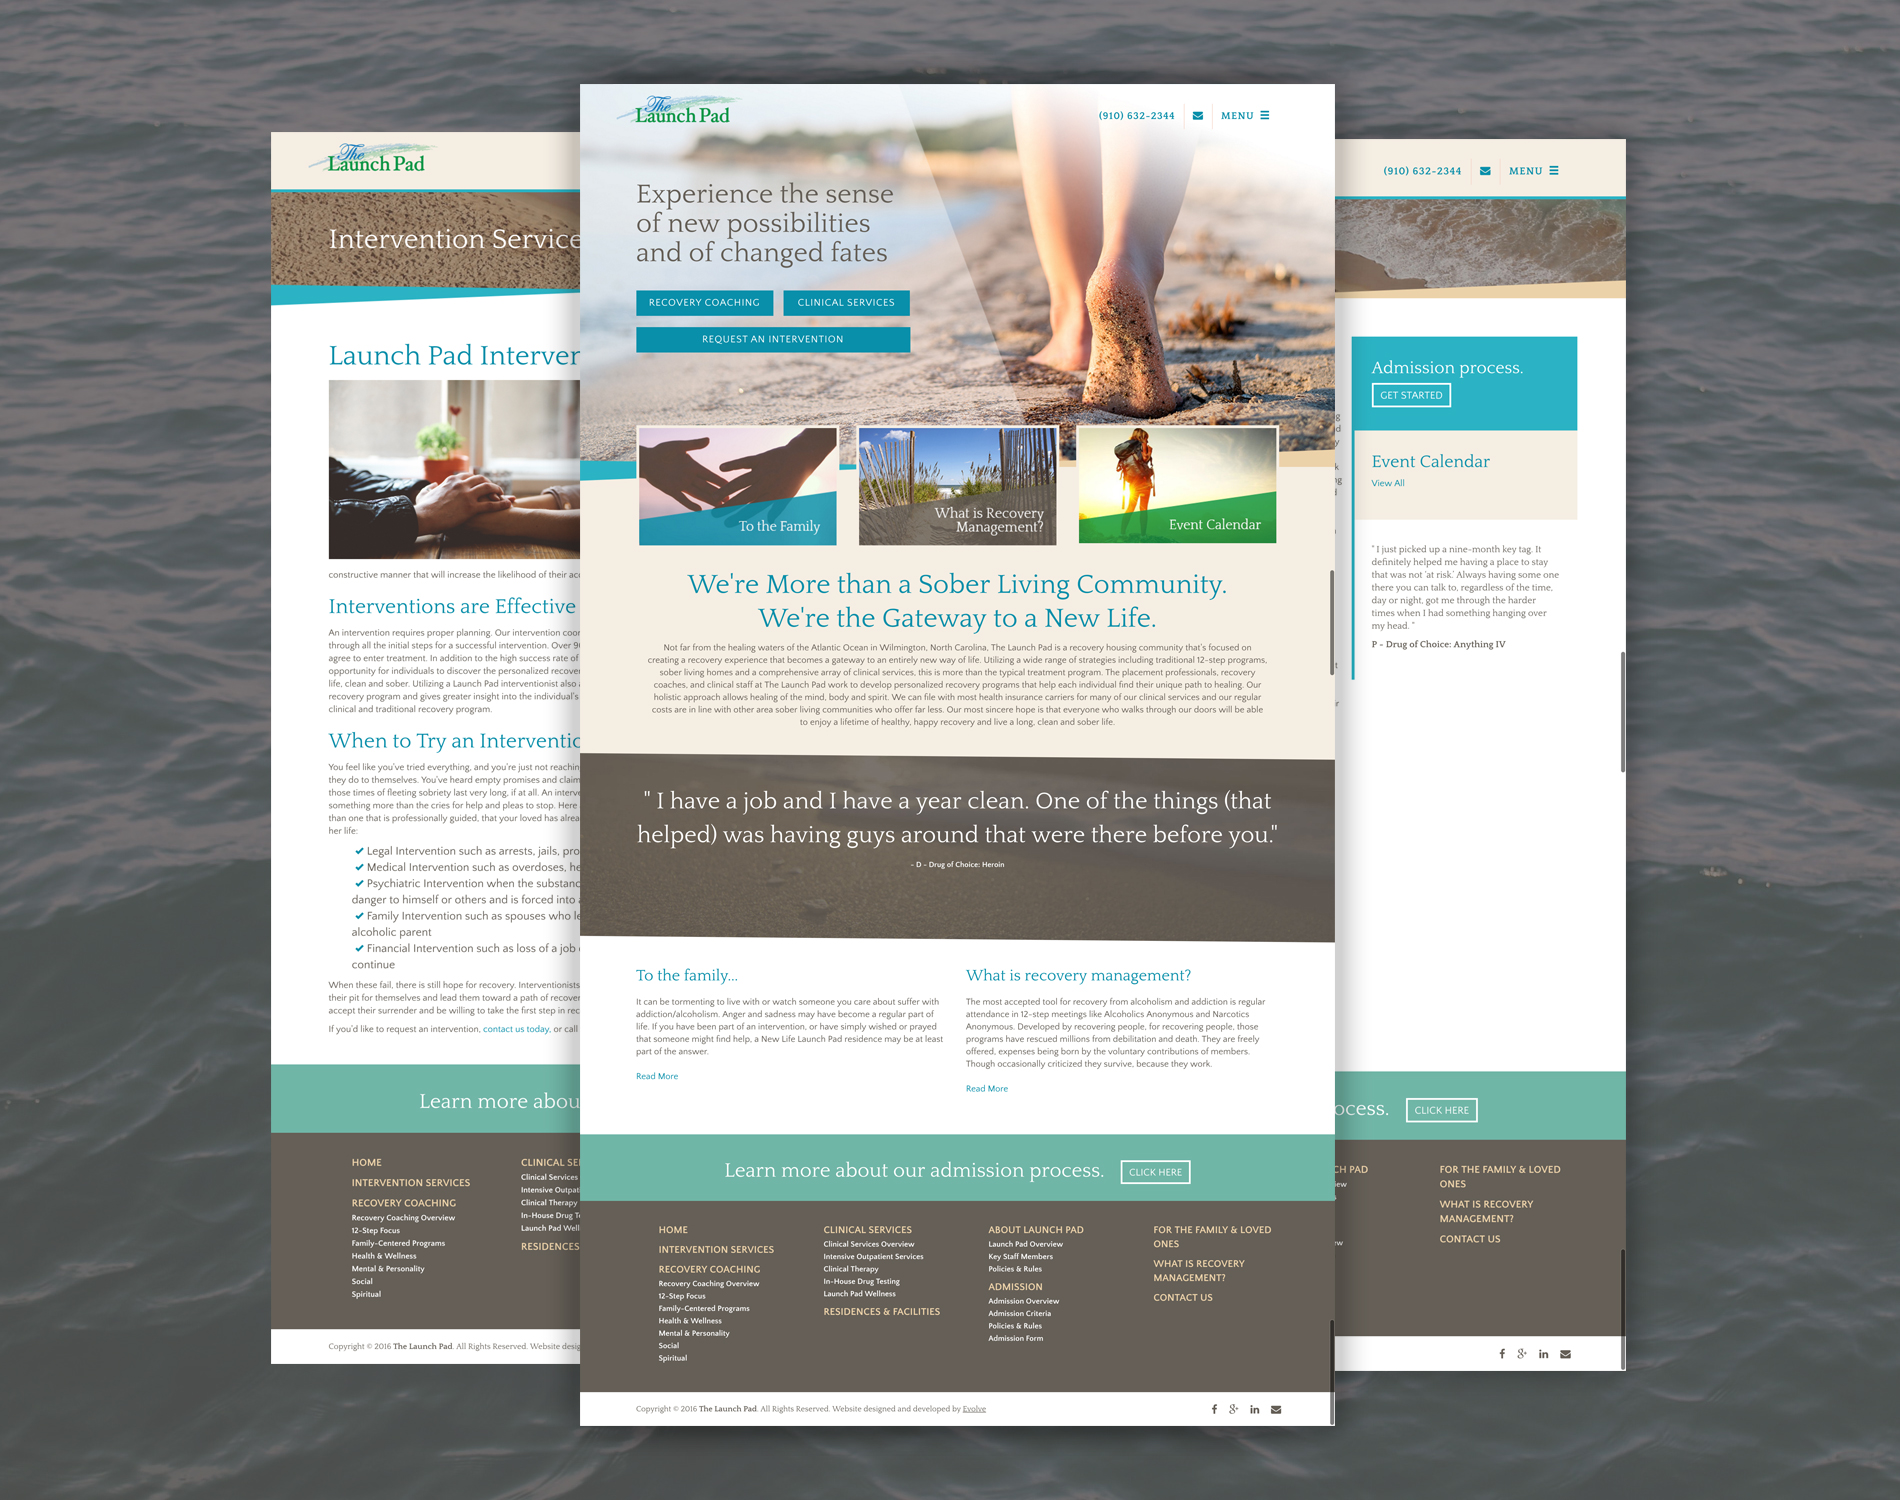 The
Launch Pad
Intervention Service
Launch Pad Interver
constructive manner that will increase the likelihood of their
Interventions are Effective
An intervention requires proper planning. Our intervention
through all the initial steps for a successful intervention. Over
agree to enter treatment. In addition to the high success rate of
opportunity for individuals to discover the personalized
life, clean and sober. Utilizing a Launch Pad interventionist also
recovery program and gives greater insight into the individual's
clinical and traditional recovery program.
When to Try an Interventio
You feel like you've tried everything, and you're just not
they do to themselves. You've heard empty promises and
those times of fleeting sobriety last very long, if at all. An
something more than the cries for help and pleas to stop. Here
than one that is professionally guided, that your loved has
her life:
Legal Intervention such as arrests, jails,
Medical Intervention such as overdoses,
Psychiatric Intervention when the
danger to himself or others and is forced into
Family Intervention such as spouses who
alcoholic parent
Financial Intervention such as loss of a job
continue
When these fail, there is still hope for recovery. Interventionists
their pit for themselves and lead them toward a path of
accept their surrender and be willing to take the first step in
If you'd like to request an intervention, contact us today, or call
Learn more abou
HOME
INTERVENTION SERVICES
RECOVERY COACHING
Recovery Coaching Overview
12-Step Focus
Family-Centered Programs
Health & Wellness
Mental & Personality
Social
Spiritual
CLINICAL SE
Clinical Services
Intensive
Clinical Therapy
In-House Drug
Launch Pad
RESIDENCES
Copyright © 2016 The Launch Pad. All Rights Reserved. Website
The
Launch Pad
(910) 632-2344
MENU
Experience the sense
of new possibilities
and of changed fates
RECOVERY COACHING
CLINICAL SERVICES
REQUEST AN INTERVENTION
To the Family
What is Recovery
Management?
Event Calendar
We're More than a Sober Living Community.
We're the Gateway to a New Life.
Not far from the healing waters of the Atlantic Ocean in Wilmington, North Carolina, The Launch Pad is a recovery housing community that's focused on
creating a recovery experience that becomes a gateway to an entirely new way of life. Utilizing a wide range of strategies including traditional 12-step programs,
sober living homes and a comprehensive array of clinical services, this is more than the typical treatment program. The placement professionals, recovery
coaches, and clinical staff at The Launch Pad work to develop personalized recovery programs that help each individual find their unique path to healing. Our
holistic approach allows healing of the mind, body and spirit. We can file with most health insurance carriers for many of our clinical services and our regular
costs are in line with other area sober living communities who offer far less. Our most sincere hope is that everyone who walks through our doors will be able
to enjoy a lifetime of healthy, happy recovery and live a long, clean and sober life.
" I have a job and I have a year clean. One of the things (that
helped) was having guys around that were there before you."
- D - Drug of Choice: Heroin
To the family...
It can be tormenting to live with or watch someone you care about suffer with
addiction/alcoholism. Anger and sadness may have become a regular part of
life. If you have been part of an intervention, or have simply wished or prayed
that someone might find help, a New Life Launch Pad residence may be at least
part of the answer.
Read More
What is recovery management?
The most accepted tool for recovery from alcoholism and addiction is regular
attendance in 12-step meetings like Alcoholics Anonymous and Narcotics
Anonymous. Developed by recovering people, for recovering people, those
programs have rescued millions from debilitation and death. They are freely
offered, expenses being born by the voluntary contributions of members.
Though occasionally criticized they survive, because they work.
Read More
Learn more about our admission process.
CLICK HERE
HOME
INTERVENTION SERVICES
RECOVERY COACHING
Recovery Coaching Overview
12-Step Focus
Family-Centered Programs
Health & Wellness
Mental & Personality
Social
Spiritual
CLINICAL SERVICES
Clinical Services Overview
Intensive Outpatient Services
Clinical Therapy
In-House Drug Testing
Launch Pad Wellness
RESIDENCES & FACILITIES
ABOUT LAUNCH PAD
Launch Pad Overview
Key Staff Members
Policies & Rules
ADMISSION
Admission Overview
Admission Criteria
Policies & Rules
Admission Form
FOR THE FAMILY & LOVED
ONES
WHAT IS RECOVERY
MANAGEMENT?
CONTACT US
Copyright © 2016 The Launch Pad. All Rights Reserved. Website designed and developed by Evolve
(910) 632-2344
MENU
Admission process.
GET STARTED
Event Calendar
View All
" I just picked up a nine-month key tag. It
definitely helped me having a place to stay
that was not 'at risk.' Always having some one
there you can talk to, regardless of the time,
day or night, got me through the harder
times when I had something hanging over
my head. "
P - Drug of Choice: Anything IV
ocess.
CLICK HERE
CH PAD
FOR THE FAMILY & LOVED
ONES
WHAT IS RECOVERY
MANAGEMENT?
CONTACT US